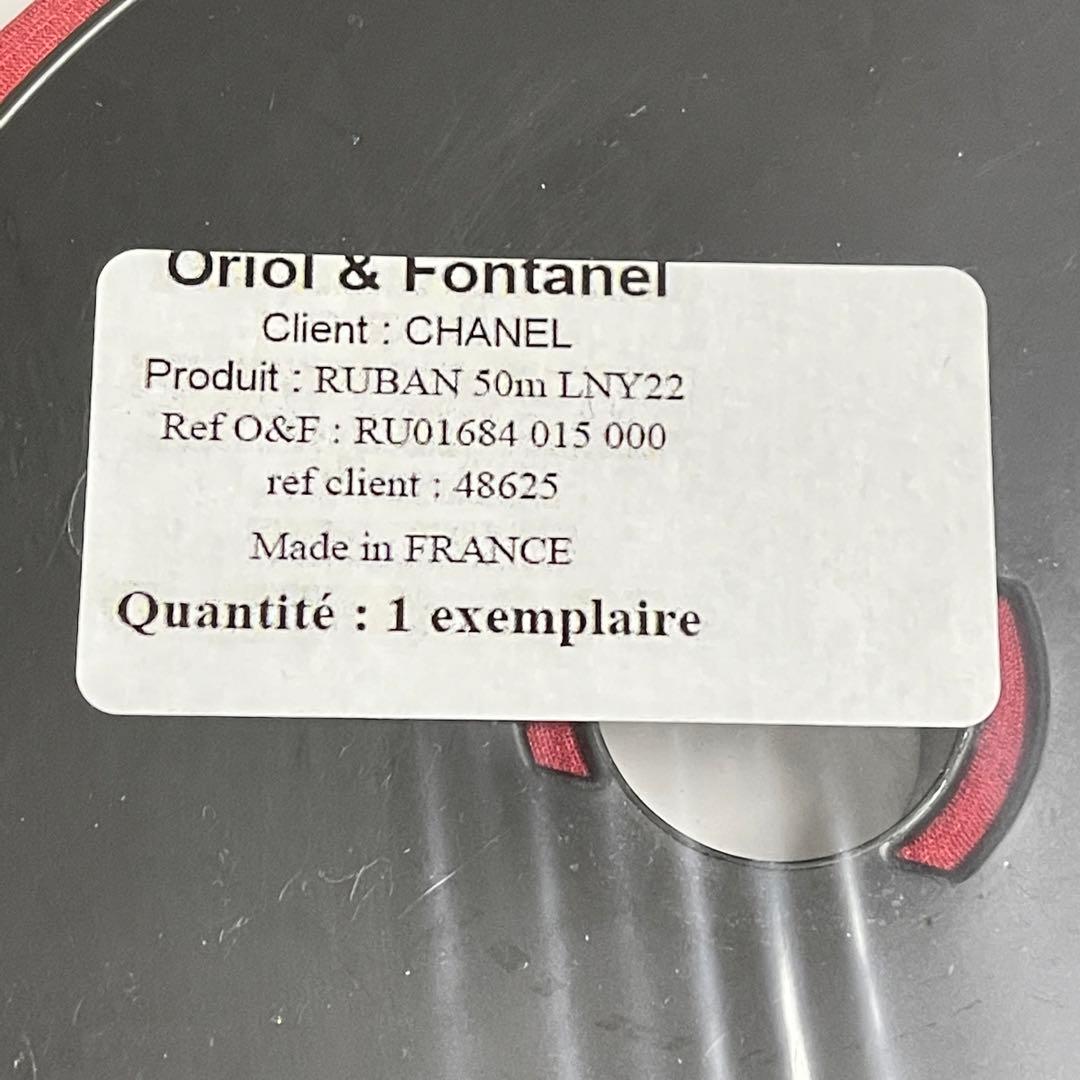 Oriol & Fontanel
Client : CHANEL
Produit : RUBAN 50m LNY22
Ref O&F : RU01684 015 000
ref client : 48625
Made in FRANCE
Quantité : 1 exemplaire